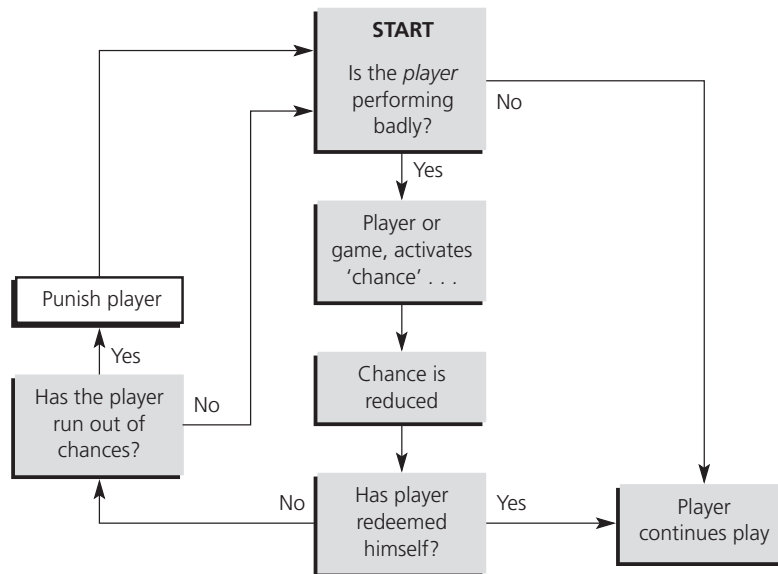 START
Is the player
performing
badly?
No
Yes
Player or
game, activates
‘chance’ . . .
Punish player
Yes
Chance is
reduced
Has the player
run out of
chances?
No
No
Has player
redeemed
himself?
Yes
Player
continues play